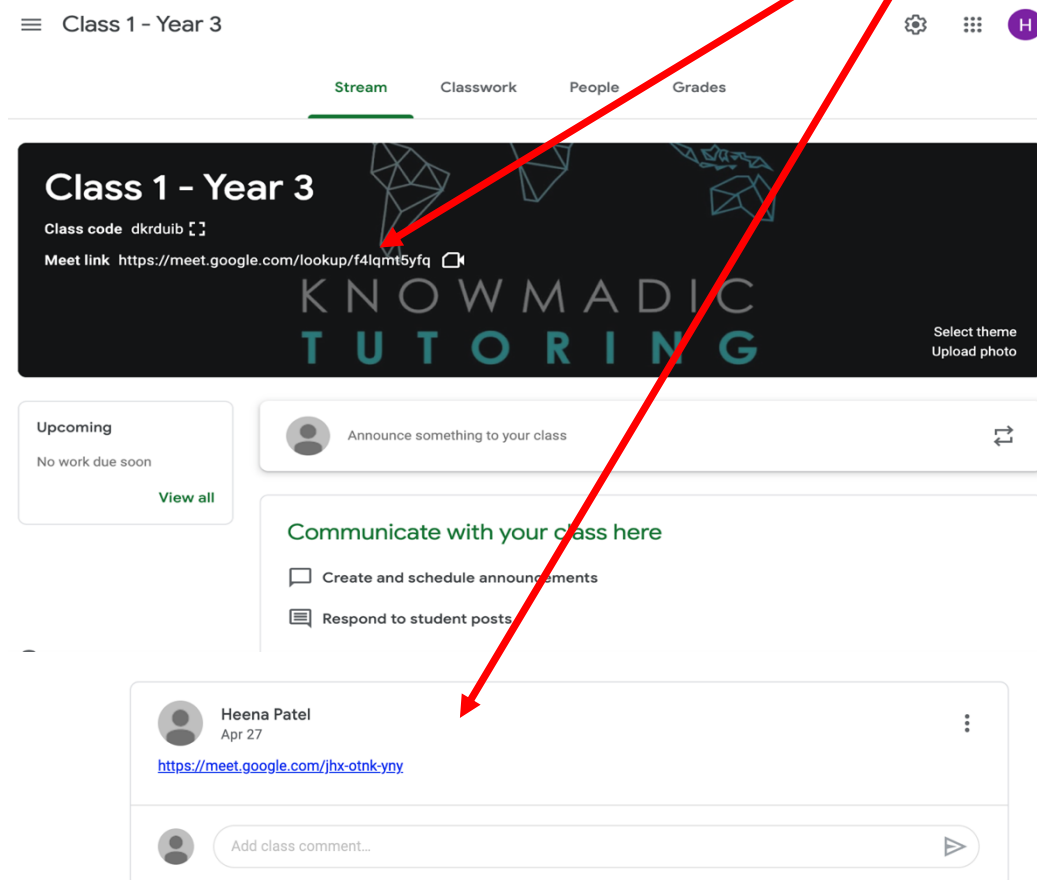 Class 1 - Year 3
H
Stream Classwork People Grades
Class 1 - Year 3
Class code dkrduib
Meet link https://meet.google.com/lookup/f4lqmt5yfq
KNOWMADIC
TUTORING
Select theme
Upload photo
Upcoming
No work due soon
View all
Announce something to your class
Communicate with your class here
Create and schedule announcements
Respond to student posts
Heena Patel
Apr 27
https://meet.google.com/jhx-otnk-yny
Add class comment...